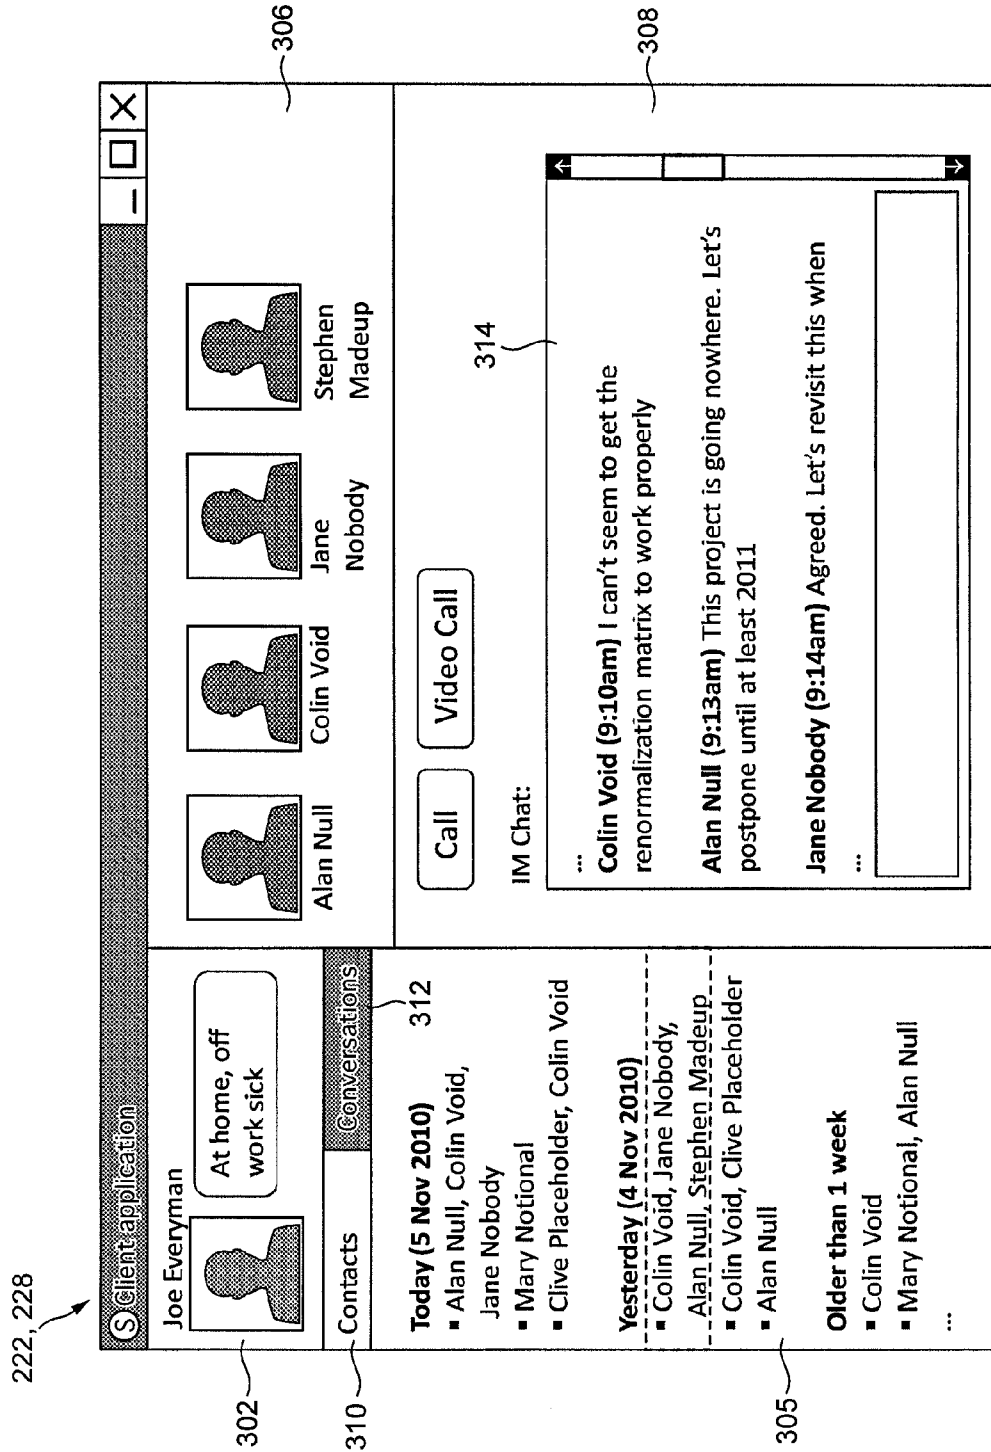 222, 228
S Client application
Joe Everyman
At home, off
work sick
302
310
Contacts
Conversations
312
Today (5 Nov 2010)
▪ Alan Null, Colin Void,
Jane Nobody
▪ Mary Notional
▪ Clive Placeholder, Colin Void
Yesterday (4 Nov 2010)
▪ Colin Void, Jane Nobody,
Alan Null, Stephen Madeup
▪ Colin Void, Clive Placeholder
▪ Alan Null
305
Older than 1 week
▪ Colin Void
▪ Mary Notional, Alan Null
...
Alan Null
Colin Void
Jane
Nobody
Stephen
Madeup
306
Call
Video Call
308
IM Chat:
314
...
Colin Void (9:10am) I can't seem to get the
renormalization matrix to work properly
Alan Null (9:13am) This project is going nowhere. Let's
postpone until at least 2011
Jane Nobody (9:14am) Agreed. Let's revisit this when
...